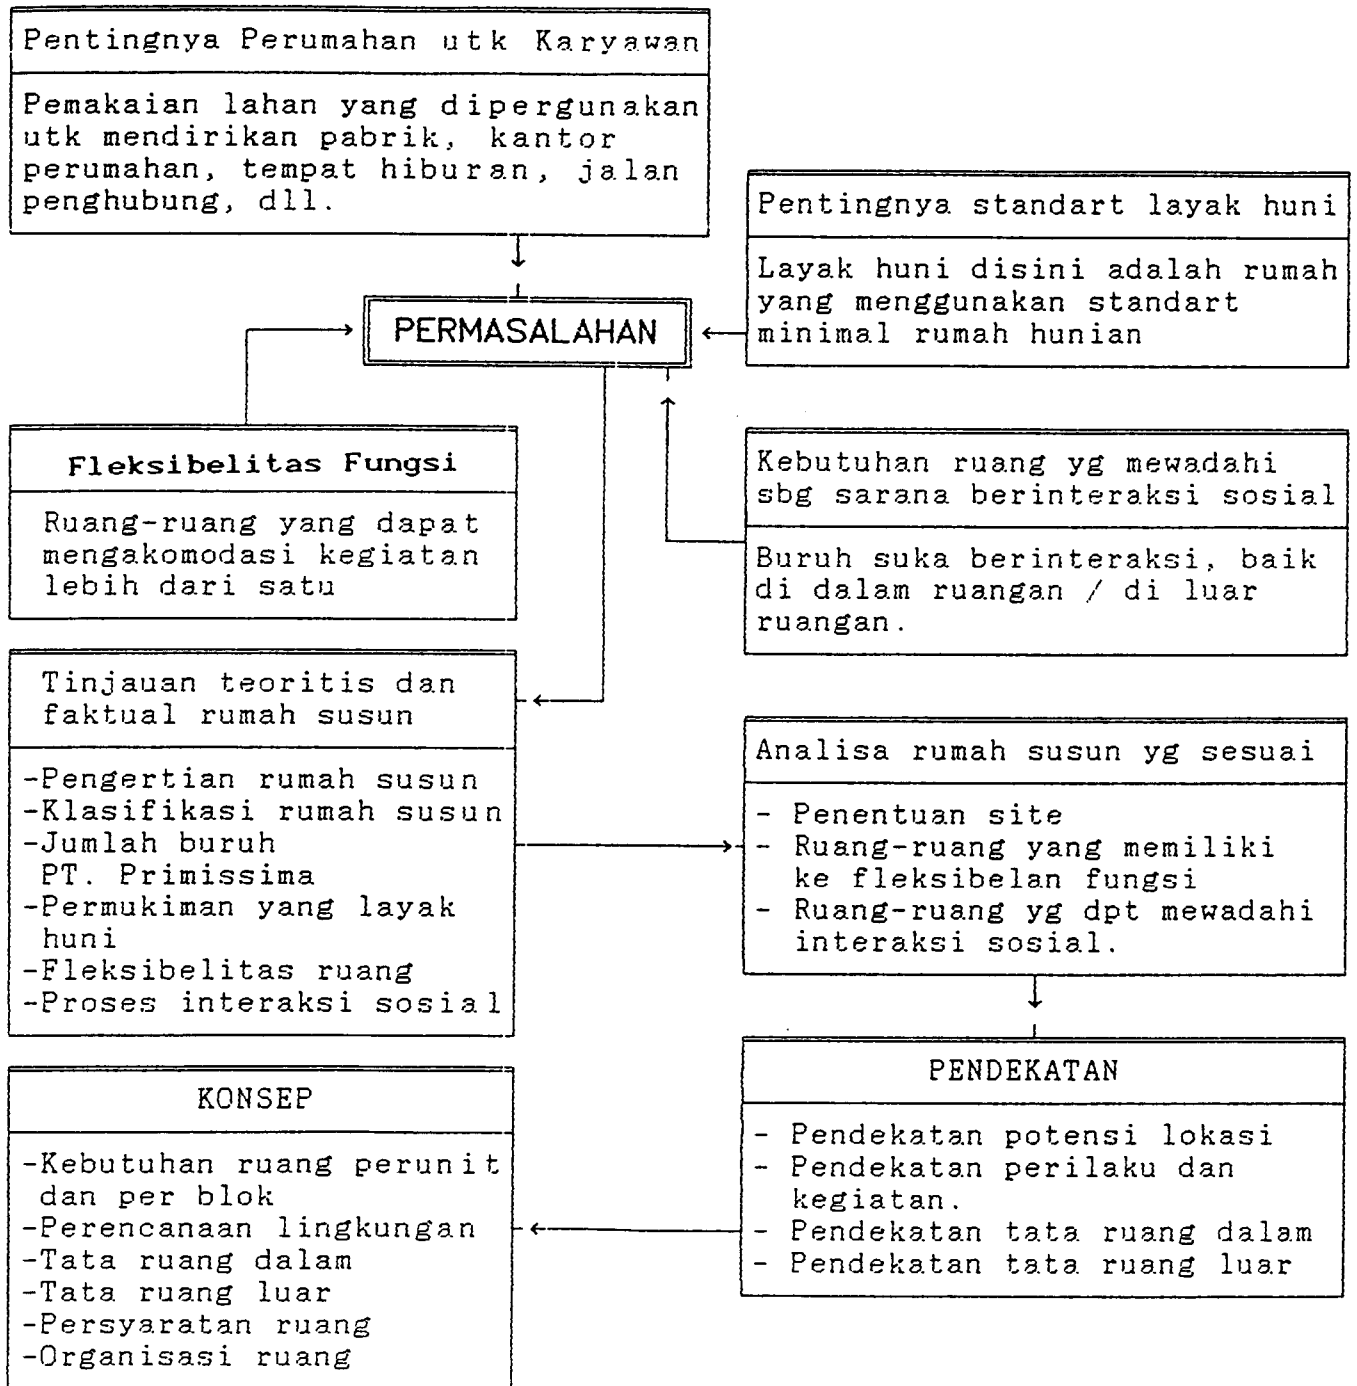 Pentingnya Perumahan utk Karyawan
Pemakaian lahan yang dipergunakan
utk mendirikan pabrik, kantor
perumahan, tempat hiburan, jalan
penghubung, dll.
Pentingnya standart layak huni
Layak huni disini adalah rumah
yang menggunakan standart
minimal rumah hunian
PERMASALAHAN
Fleksibelitas Fungsi
Ruang-ruang yang dapat
mengakomodasi kegiatan
lebih dari satu
Kebutuhan ruang yg mewadahi
sbg sarana berinteraksi sosial
Buruh suka berinteraksi, baik
di dalam ruangan / di luar
ruangan.
Tinjauan teoritis dan
faktual rumah susun
-Pengertian rumah susun
-Klasifikasi rumah susun
-Jumlah buruh
PT. Primissima
-Permukiman yang layak
huni
-Fleksibelitas ruang
-Proses interaksi sosial
Analisa rumah susun yg sesuai
- Penentuan site
- Ruang-ruang yang memiliki
ke fleksibelan fungsi
- Ruang-ruang yg dpt mewadahi
interaksi sosial.
PENDEKATAN
- Pendekatan potensi lokasi
- Pendekatan perilaku dan
kegiatan.
- Pendekatan tata ruang dalam
- Pendekatan tata ruang luar
KONSEP
-Kebutuhan ruang perunit
dan per blok
-Perencanaan lingkungan
-Tata ruang dalam
-Tata ruang luar
-Persyaratan ruang
-Organisasi ruang